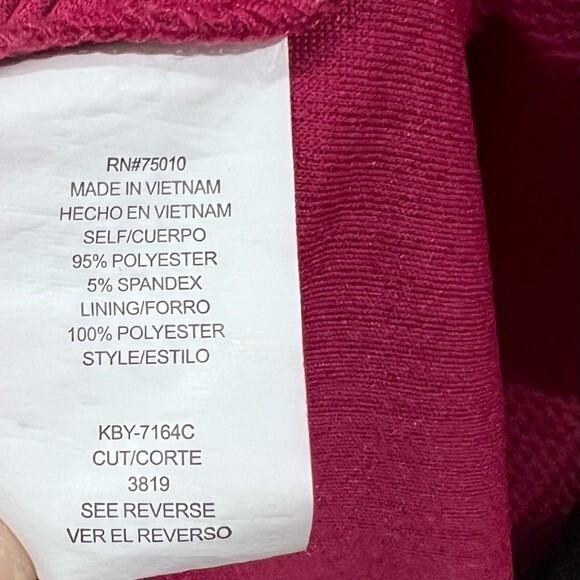 RN#75010
MADE IN VIETNAM
HECHO EN VIETNAM
SELF/CUERPO
95% POLYESTER
5% SPANDEX
LINING/FORRO
100% POLYESTER
STYLE/ESTILO
KBY-7164C
CUT/CORTE
3819
SEE REVERSE
VER EL REVERSO